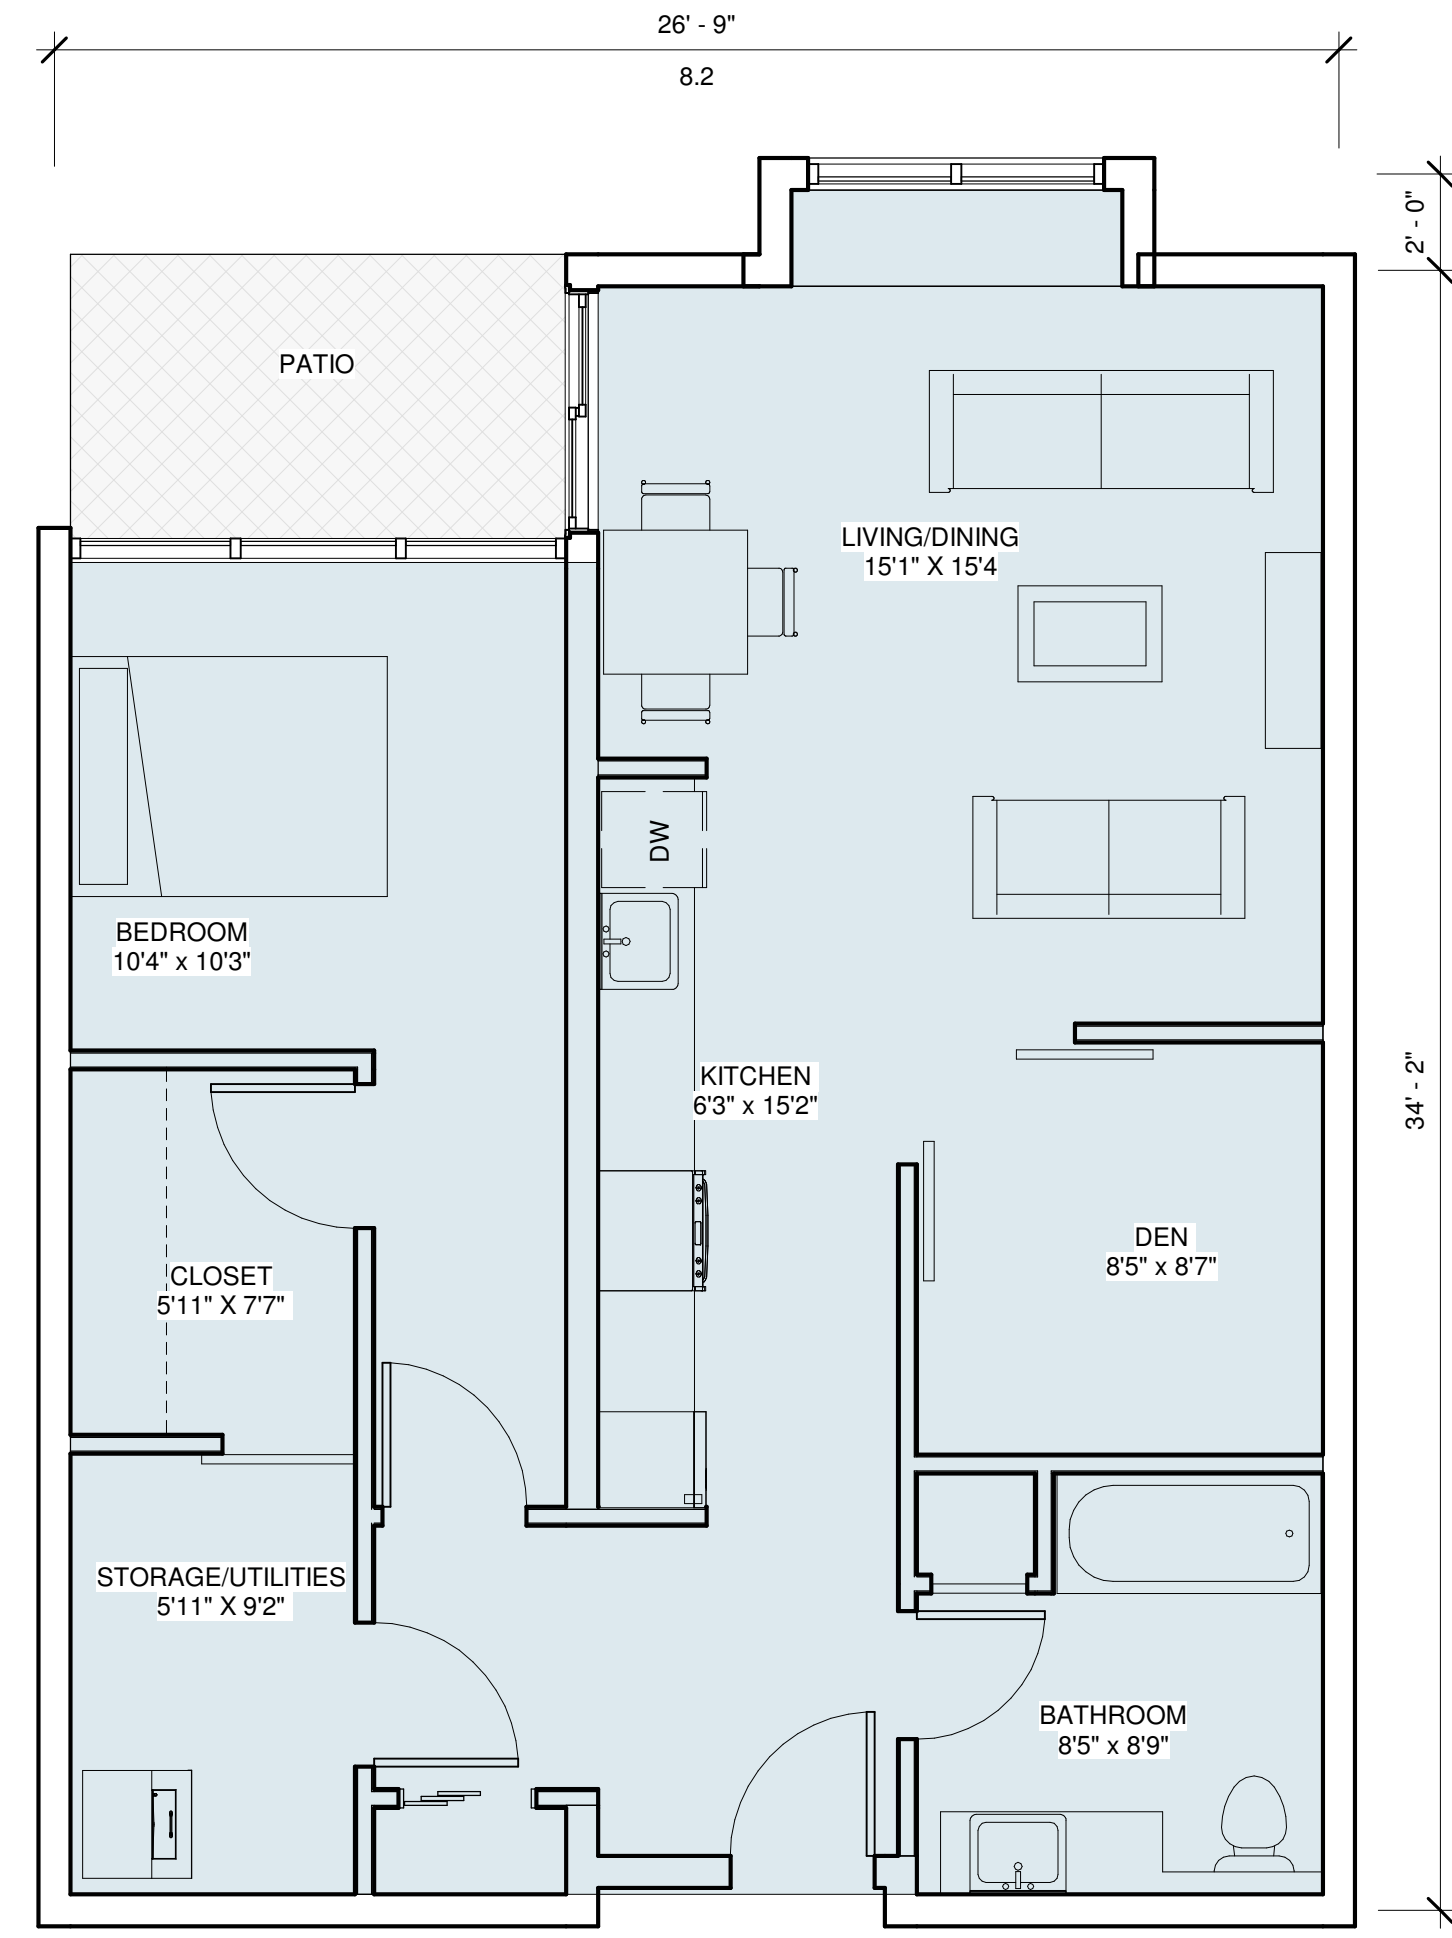 26' - 9"
8.2
2' - 0"
PATIO
LIVING/DINING
15'1" X 15'4
DW
BEDROOM
10'4" x 10'3"
KITCHEN
6'3" x 15'2"
34' - 2"
DEN
8'5" x 8'7"
CLOSET
5'11" X 7'7"
STORAGE/UTILITIES
5'11" X 9'2"
BATHROOM
8'5" x 8'9"